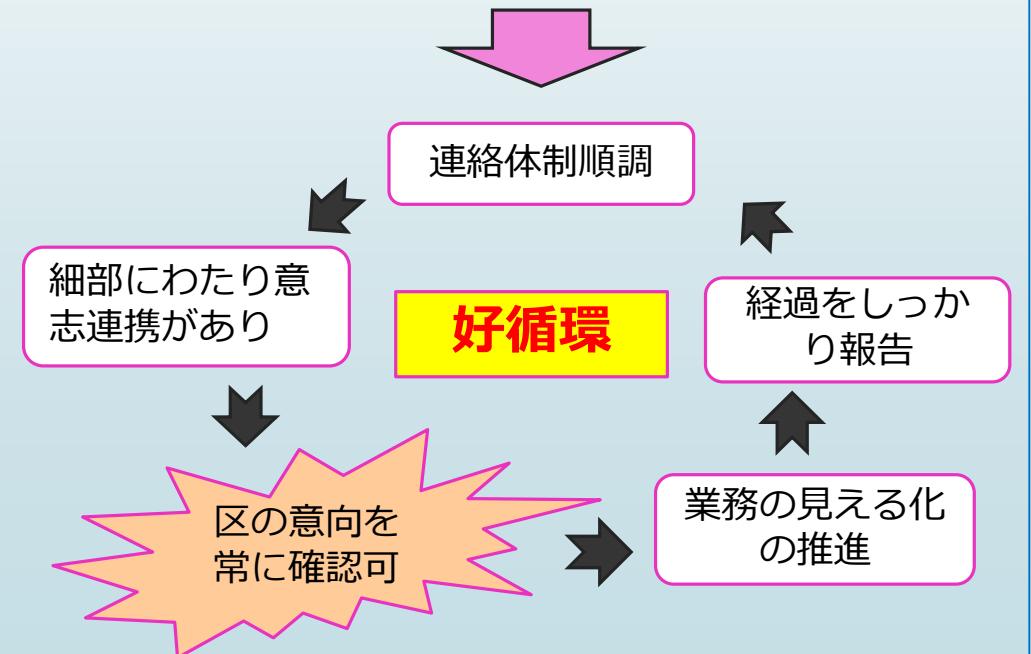 連絡体制順調
細部にわたり意
志連携があり
好循環
経過をしっか
り報告
区の意向を
常に確認可
業務の見える化
の推進